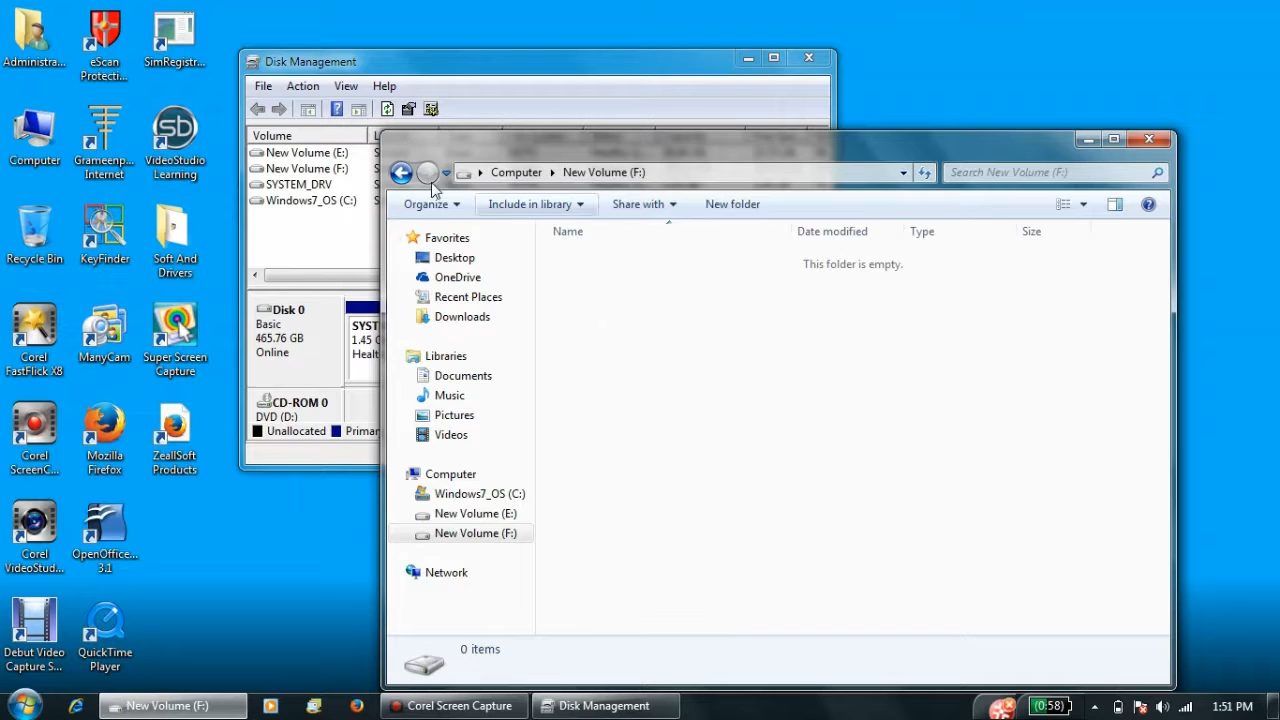 Administra...
eScan
Protecti...
SimRegistr...
Computer
Grameenp...
Internet
VideoStudio
Learning
Recycle Bin
KeyFinder
Soft And
Drivers
Corel
FastFlick X8
ManyCam
Super Screen
Capture
Corel
ScreenC...
Mozilla
Firefox
ZeallSoft
Products
Corel
VideoStud...
OpenOffice...
3.1
Debut Video
Capture S...
QuickTime
Player
Disk Management
File Action View Help
Volume
New Volume (E:)
New Volume (F:)
SYSTEM_DRV
Windows7_OS (C:)
Disk 0
Basic
465.76 GB
Online
SYST
1.45 G
Healt
CD-ROM 0
DVD (D:)
Unallocated Primar
Computer New Volume (F:)
Search New Volume (F:)
Organize Include in library Share with New folder
Name Date modified Type Size
This folder is empty.
Favorites
Desktop
OneDrive
Recent Places
Downloads
Libraries
Documents
Music
Pictures
Videos
Computer
Windows7_OS (C:)
New Volume (E:)
New Volume (F:)
Network
0 items
New Volume (F:)
Corel Screen Capture
Disk Management
(0:58)
1:51 PM